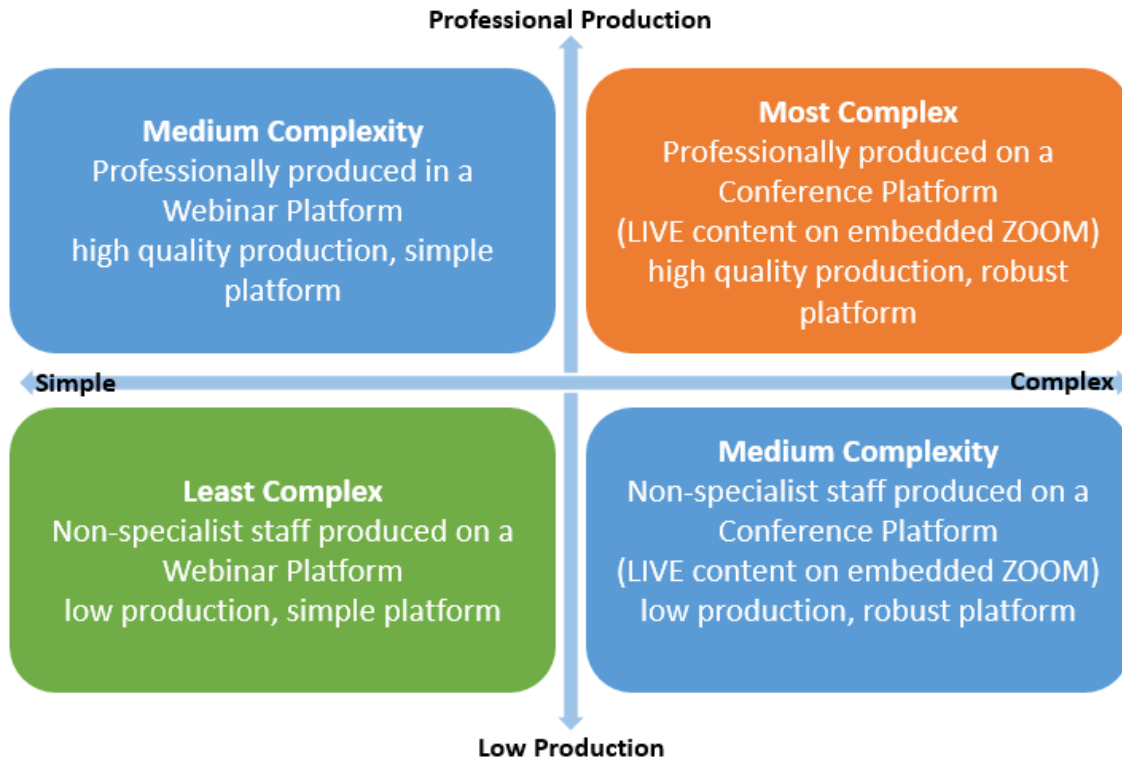 Professional Production
Medium Complexity
Professionally produced in a
Webinar Platform
high quality production, simple
platform
Most Complex
Professionally produced on a
Conference Platform
(LIVE content on embedded ZOOM)
high quality production, robust
platform
Simple
Complex
Least Complex
Non-specialist staff produced on a
Webinar Platform
low production, simple platform
Medium Complexity
Non-specialist staff produced on a
Conference Platform
(LIVE content on embedded ZOOM)
low production, robust platform
Low Production